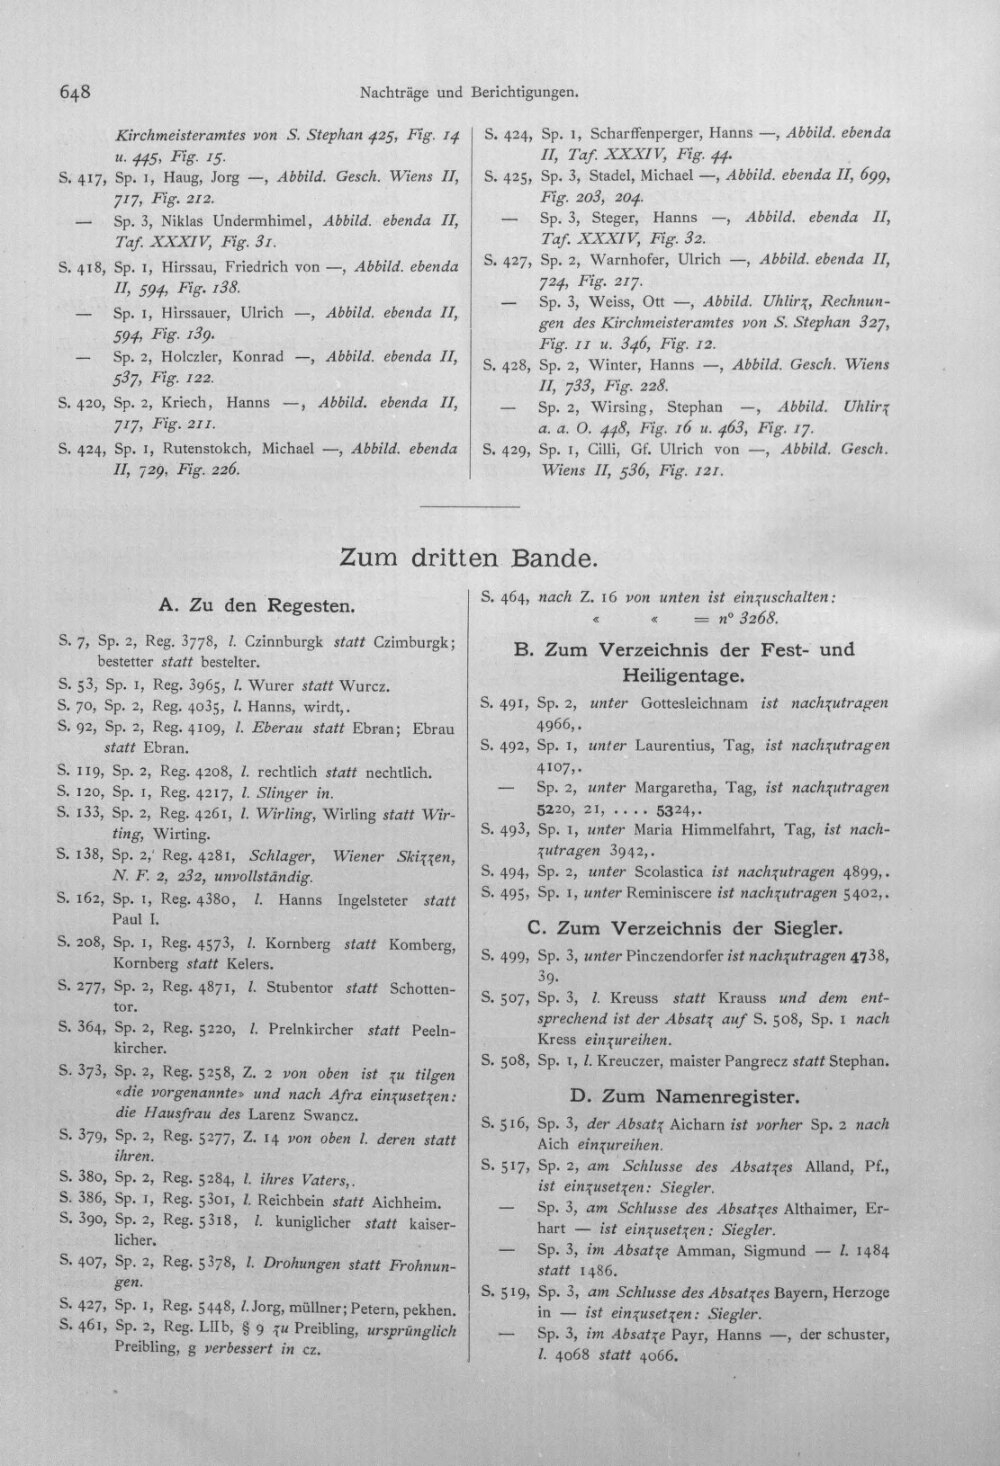 648
Nachträge und Berichtigungen.
Kirchmeisteramtes von S. Stephan 425, Fig. 14
u. 445, Fig. 15.
S. 417, Sp. 1, Haug, Jorg —, Abbild. Gesch. Wiens II,
717, Fig. 212.
— Sp. 3, Niklas Undermhimel, Abbild. ebenda II,
Taf. XXXIV, Fig. 31.
S. 418, Sp. 1, Hirssau, Friedrich von —, Abbild. ebenda
II, 594, Fig. 138.
— Sp. 1, Hirssauer, Ulrich —, Abbild. ebenda II,
594, Fig. 139.
— Sp. 2, Holczler, Konrad —, Abbild. ebenda II,
537, Fig. 122.
S. 420, Sp. 2, Kriech, Hanns —, Abbild. ebenda II,
717, Fig. 211.
S. 424, Sp. 1, Rutenstokch, Michael —, Abbild. ebenda
II, 729, Fig. 226.
S. 424, Sp. 1, Scharffenperger, Hanns —, Abbild. ebenda
II, Taf. XXXIV, Fig. 44.
S. 425, Sp. 3, Stadel, Michael —, Abbild. ebenda II, 699,
Fig. 203, 204.
— Sp. 3, Steger, Hanns —, Abbild. ebenda II,
Taf. XXXIV, Fig. 32.
S. 427, Sp. 2, Warnhofer, Ulrich —, Abbild. ebenda II,
724, Fig. 217.
— Sp. 3, Weiss, Ott —, Abbild. Uhlirz, Rechnun-
gen des Kirchmeisteramtes von S. Stephan 327,
Fig. 11 u. 346, Fig. 12.
S. 428, Sp. 2, Winter, Hanns —, Abbild. Gesch. Wiens
II, 733, Fig. 228.
— Sp. 2, Wirsing, Stephan —, Abbild. Uhlirz
a. a. O. 448, Fig. 16 u. 463, Fig. 17.
S. 429, Sp. 1, Cilli, Gf. Ulrich von —, Abbild. Gesch.
Wiens II, 536, Fig. 121.
Zum dritten Bande.
A. Zu den Regesten.
S. 7, Sp. 2, Reg. 3778, l. Czinnburgk statt Czimburgk;
bestetter statt bestelter.
S. 53, Sp. 1, Reg. 3965, l. Wurer statt Wurcz.
S. 70, Sp. 2, Reg. 4035, l. Hanns, wirdt,.
S. 92, Sp. 2, Reg. 4109, l. Eberau statt Ebran; Ebrau
statt Ebran.
S. 119, Sp. 2, Reg. 4208, l. rechtlich statt nechtlich.
S. 120, Sp. 1, Reg. 4217, l. Slinger in.
S. 133, Sp. 2, Reg. 4261, l. Wirling, Wirling statt Wir-
ting, Wirting.
S. 138, Sp. 2, Reg. 4281, Schlager, Wiener Skizzen,
N. F. 2, 232, unvollständig.
S. 162, Sp. 1, Reg. 4380, l. Hanns Ingelsteter statt
Paul I.
S. 208, Sp. 1, Reg. 4573, l. Kornberg statt Komberg,
Kornberg statt Kelers.
S. 277, Sp. 2, Reg. 4871, l. Stubentor statt Schotten-
tor.
S. 364, Sp. 2, Reg. 5220, l. Prelnkircher statt Peeln-
kircher.
S. 373, Sp. 2, Reg. 5258, Z. 2 von oben ist zu tilgen
«die vorgenannte» und nach Afra einzusetzen:
die Hausfrau des Larenz Swancz.
S. 379, Sp. 2, Reg. 5277, Z. 14 von oben l. deren statt
ihren.
S. 380, Sp. 2, Reg. 5284, l. ihres Vaters,.
S. 386, Sp. 1, Reg. 5301, l. Reichbein statt Aichheim.
S. 390, Sp. 2, Reg. 5318, l. kuniglicher statt kaiser-
licher.
S. 407, Sp. 2, Reg. 5378, l. Drohungen statt Frohnun-
gen.
S. 427, Sp. 1, Reg. 5448, l. Jorg, müllner; Petern, pekhen.
S. 461, Sp. 2, Reg. LIIb, § 9 zu Preibling, ursprünglich
Preibling, g verbessert in cz.
S. 464, nach Z. 16 von unten ist einzuschalten:
« « = n° 3268.
B. Zum Verzeichnis der Fest- und
Heiligentage.
S. 491, Sp. 2, unter Gottesleichnam ist nachzutragen
4966,.
S. 492, Sp. 1, unter Laurentius, Tag, ist nachzutragen
4107,.
— Sp. 2, unter Margaretha, Tag, ist nachzutragen
5220, 21, .... 5324,.
S. 493, Sp. 1, unter Maria Himmelfahrt, Tag, ist nach-
zutragen 3942,.
S. 494, Sp. 2, unter Scolastica ist nachzutragen 4899,.
S. 495, Sp. 1, unter Reminiscere ist nachzutragen 5402,.
C. Zum Verzeichnis der Siegler.
S. 499, Sp. 3, unter Pinczendorfer ist nachzutragen 4738,
39.
S. 507, Sp. 3, l. Kreuss statt Krauss und dem ent-
sprechend ist der Absatz auf S. 508, Sp. 1 nach
Kress einzureihen.
S. 508, Sp. 1, l. Kreuczer, maister Pangrecz statt Stephan.
D. Zum Namenregister.
S. 516, Sp. 3, der Absatz Aicharn ist vorher Sp. 2 nach
Aich einzureihen.
S. 517, Sp. 2, am Schlusse des Absatzes Alland, Pf.,
ist einzusetzen: Siegler.
— Sp. 3, am Schlusse des Absatzes Althaimer, Er-
hart — ist einzusetzen: Siegler.
— Sp. 3, im Absatze Amman, Sigmund — l. 1484
statt 1486.
S. 519, Sp. 3, am Schlusse des Absatzes Bayern, Herzoge
in — ist einzusetzen: Siegler.
— Sp. 3, im Absatze Payr, Hanns —, der schuster,
l. 4068 statt 4066.